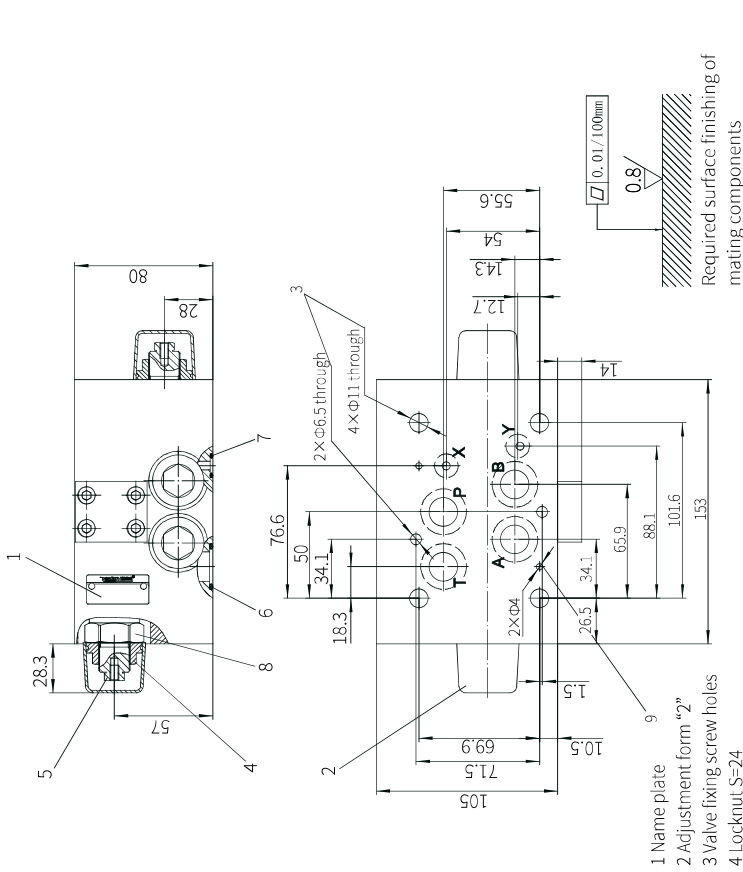 80
28
1
7
6
8
28.3
57
5
4
3
2×Φ6.5 through
4×Φ11 through
55.6
54
14.3
12.7
76.6
50
34.1
18.3
X
Y
P
B
T
A
2×Φ4
14
34.1
26.5
65.9
88.1
101.6
153
2
1.5
9
69.9
71.5
10.5
105
0.01/100mm
0.8
Required surface finishing of
mating components
1 Name plate
2 Adjustment form “2”
3 Valve fixing screw holes
4 Locknut S=24